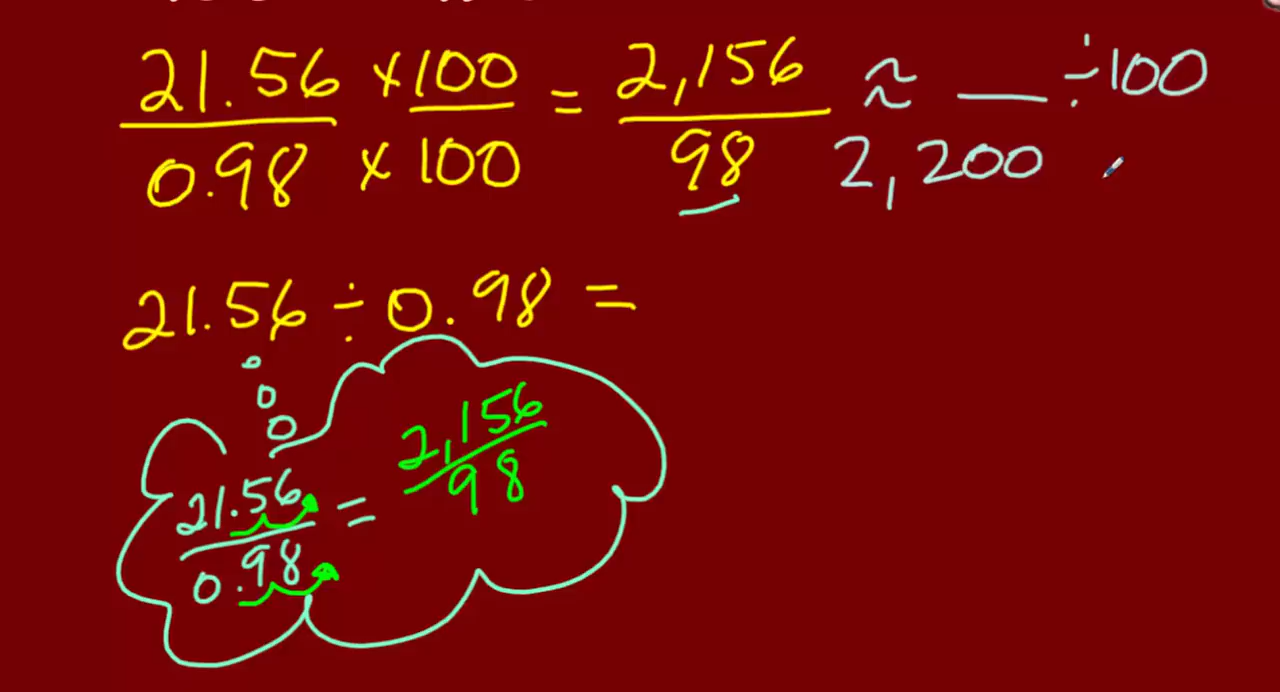 21.56 × 100 = 2,156 ≈ __ ÷100
0.98 × 100 98 2,200
21.56 ÷ 0.98 =
21.56 = 2,156
0.98 98